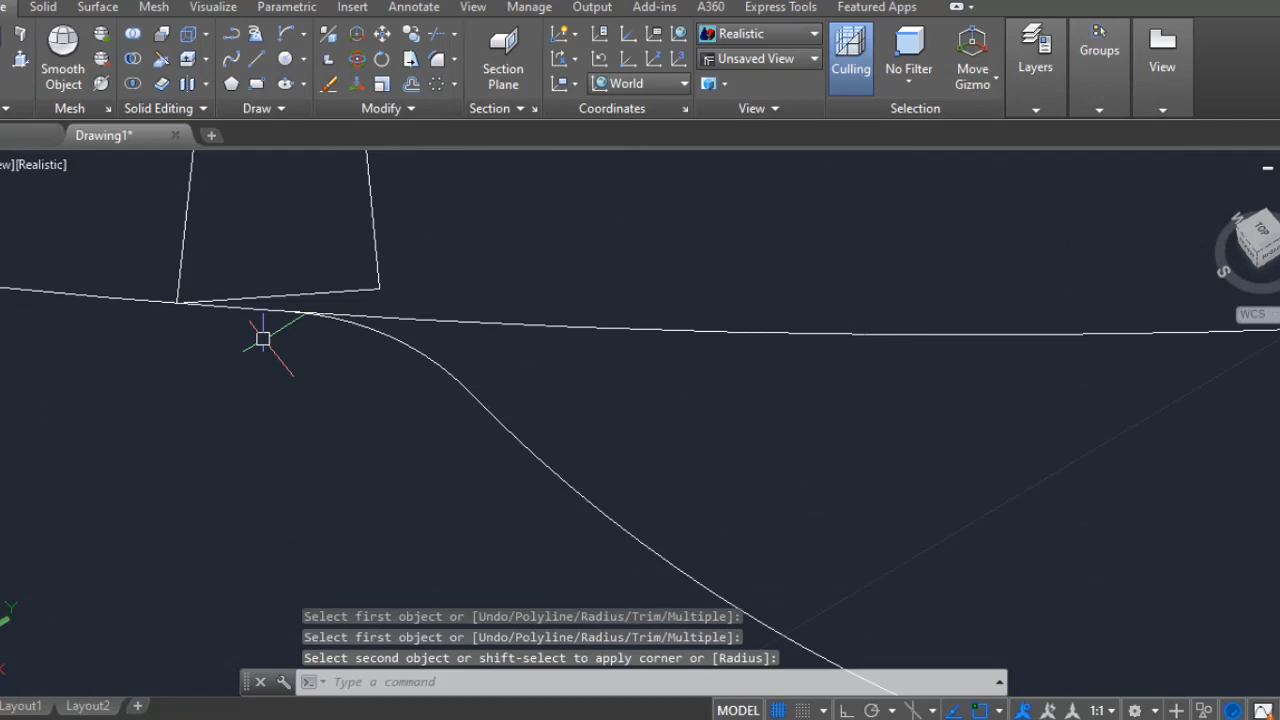 Solid Surface Mesh Visualize Parametric Insert Annotate View Manage Output Add-ins A360 Express Tools Featured Apps
Smooth Object
Section Plane
World
Realistic
Unsaved View
Culling
No Filter
Move Gizmo
Layers
Groups
View
Mesh Solid Editing Draw Modify Section Coordinates View Selection
Drawing1*
ew][Realistic]
W
TOP
S
WCS
Y
X
Select first object or [Undo/Polyline/Radius/Trim/Multiple]:
Select first object or [Undo/Polyline/Radius/Trim/Multiple]:
Select second object or shift-select to apply corner or [Radius]:
Type a command
Layout1 Layout2 + MODEL 1:1